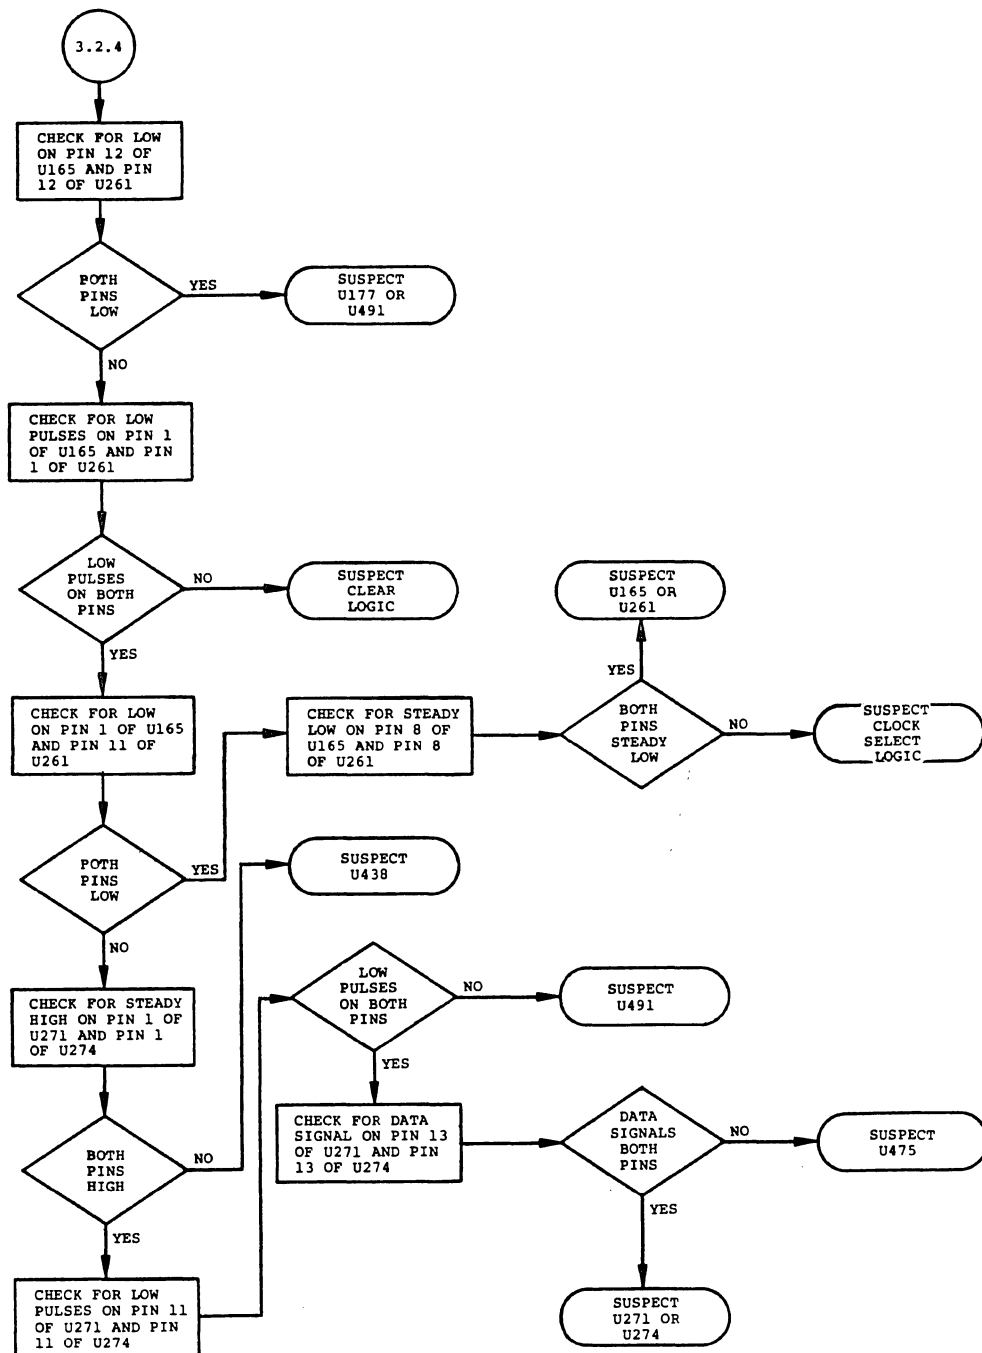 3.2.4
CHECK FOR LOW
ON PIN 12 OF
U165 AND PIN
12 OF U261
POTH
PINS
LOW
YES
SUSPECT
U177 OR
U491
NO
CHECK FOR LOW
PULSES ON PIN 1
OF U165 AND PIN
1 OF U261
LOW
PULSES
ON BOTH
PINS
NO
SUSPECT
CLEAR
LOGIC
YES
CHECK FOR LOW
ON PIN 1 OF U165
AND PIN 11 OF
U261
CHECK FOR STEADY
LOW ON PIN 8 OF
U165 AND PIN 8
OF U261
BOTH
PINS
STEADY
LOW
YES
SUSPECT
U165 OR
U261
NO
SUSPECT
CLOCK
SELECT
LOGIC
POTH
PINS
LOW
YES
SUSPECT
U438
NO
CHECK FOR STEADY
HIGH ON PIN 1 OF
U271 AND PIN 1
OF U274
LOW
PULSES
ON BOTH
PINS
NO
SUSPECT
U491
YES
BOTH
PINS
HIGH
NO
CHECK FOR DATA
SIGNAL ON PIN 13
OF U271 AND PIN
13 OF U274
DATA
SIGNALS
BOTH
PINS
NO
SUSPECT
U475
YES
YES
CHECK FOR LOW
PULSES ON PIN 11
OF U271 AND PIN
11 OF U274
SUSPECT
U271 OR
U274